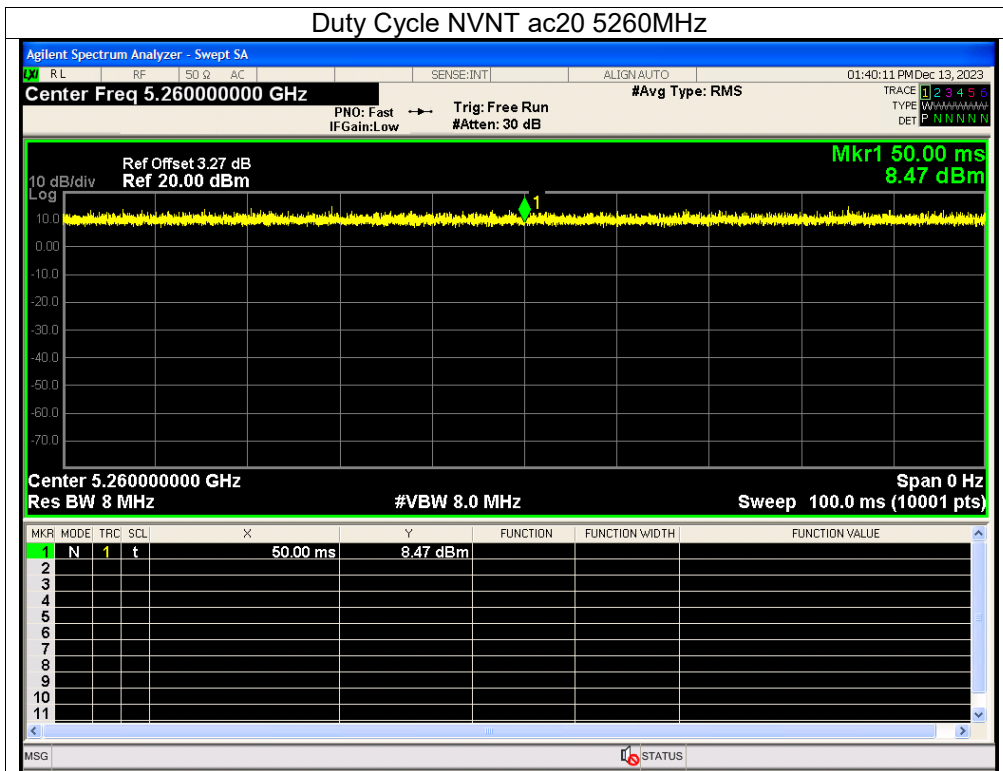 Duty Cycle NVNT ac20 5260MHz
Agilent Spectrum Analyzer - Swept SA
LXI RL RF 50 Ω AC SENSE:INT ALIGN AUTO 01:40:11 PM Dec 13, 2023
Center Freq 5.260000000 GHz #Avg Type: RMS TRACE 1 2 3 4 5 6
PNO: Fast Trig: Free Run TYPE WWWWWW
IFGain:Low #Atten: 30 dB DET P N N N N N
Ref Offset 3.27 dB Mkr1 50.00 ms
10 dB/div Ref 20.00 dBm 8.47 dBm
Log
1
10.0
0.00
-10.0
-20.0
-30.0
-40.0
-50.0
-60.0
-70.0
Center 5.260000000 GHz Span 0 Hz
Res BW 8 MHz #VBW 8.0 MHz Sweep 100.0 ms (10001 pts)
MKR MODE TRC SCL X Y FUNCTION FUNCTION WIDTH FUNCTION VALUE
1 N 1 t 50.00 ms 8.47 dBm
2
3
4
5
6
7
8
9
10
11
MSG STATUS